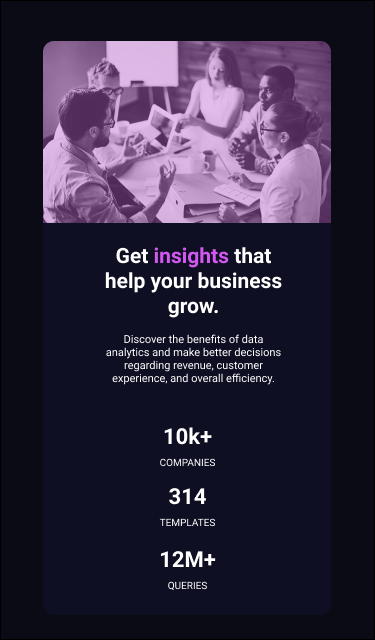 Get insights that
help your business
grow.
Discover the benefits of data
analytics and make better decisions
regarding revenue, customer
experience, and overall efficiency.
10k+
COMPANIES
314
TEMPLATES
12M+
QUERIES